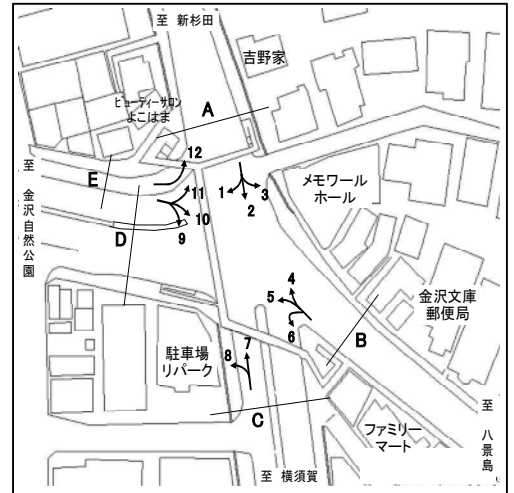 至 新杉田
吉野家
ビューティーサロン
よこはま
A
至 金沢自然公園
E
12
11
10
9
D
1
2
3
メモワール
ホール
4
5
6
金沢文庫
郵便局
B
駐車場
リパーク
8
7
C
ファミリー
マート
至 八景島
至 横須賀